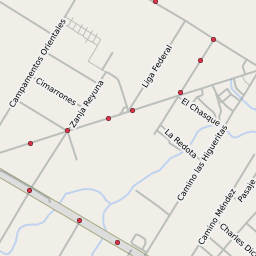 Campamentos Orientales
Cimarrones
Zanja Reyuna
Liga Federal
El Chasque
La Redota
Camino las Higueritas
Camino Méndez
Pasaje
Charles Dic